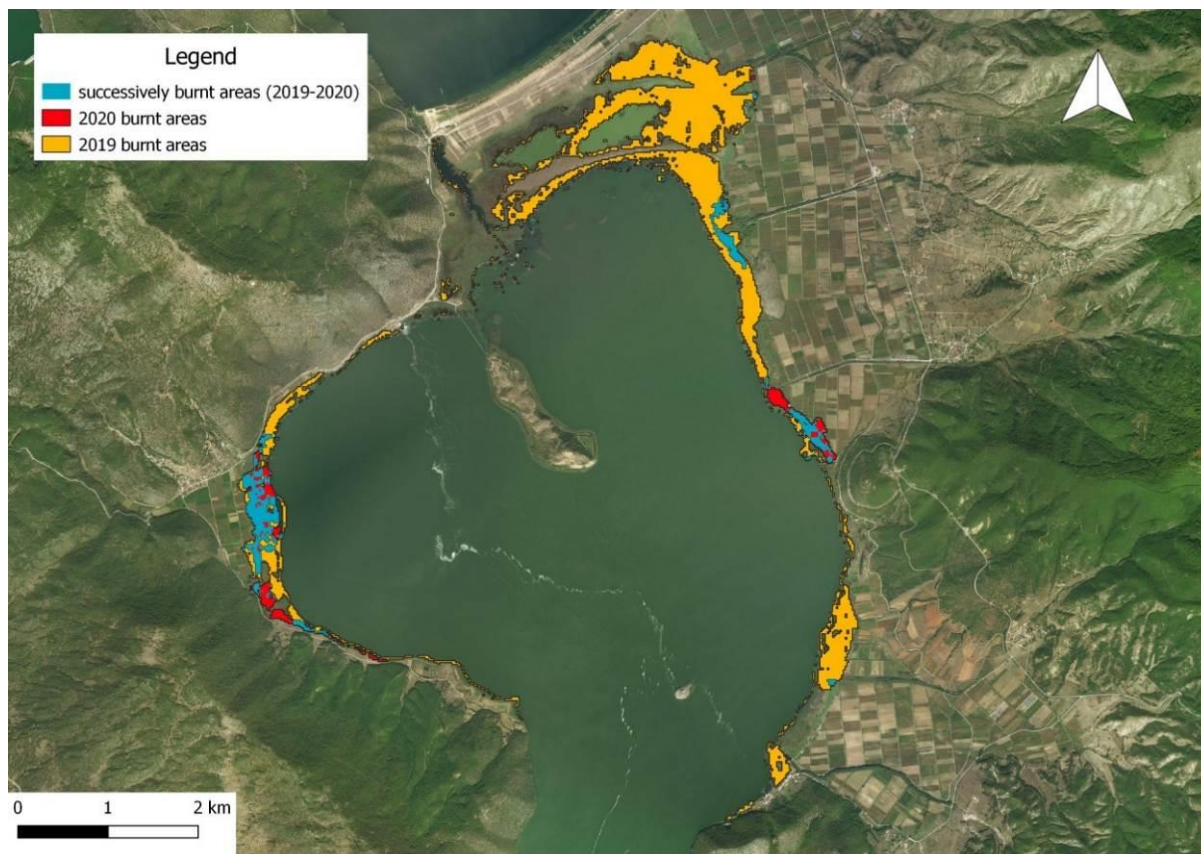 Legend
successively burnt areas (2019-2020)
2020 burnt areas
2019 burnt areas
0 1 2 km